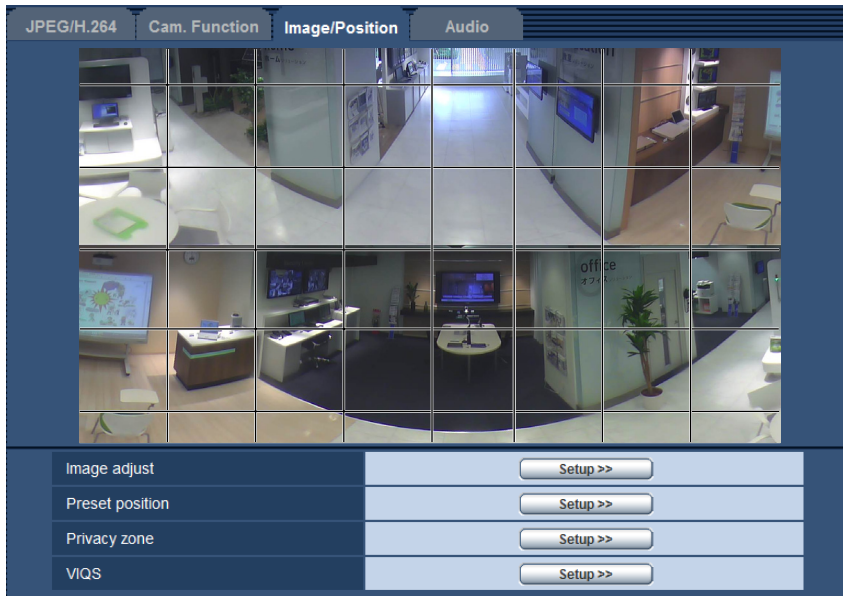 JPEG/H.264 Cam. Function Image/Position Audio
office
オフィス
Image adjust Setup >>
Preset position Setup >>
Privacy zone Setup >>
VIQS Setup >>